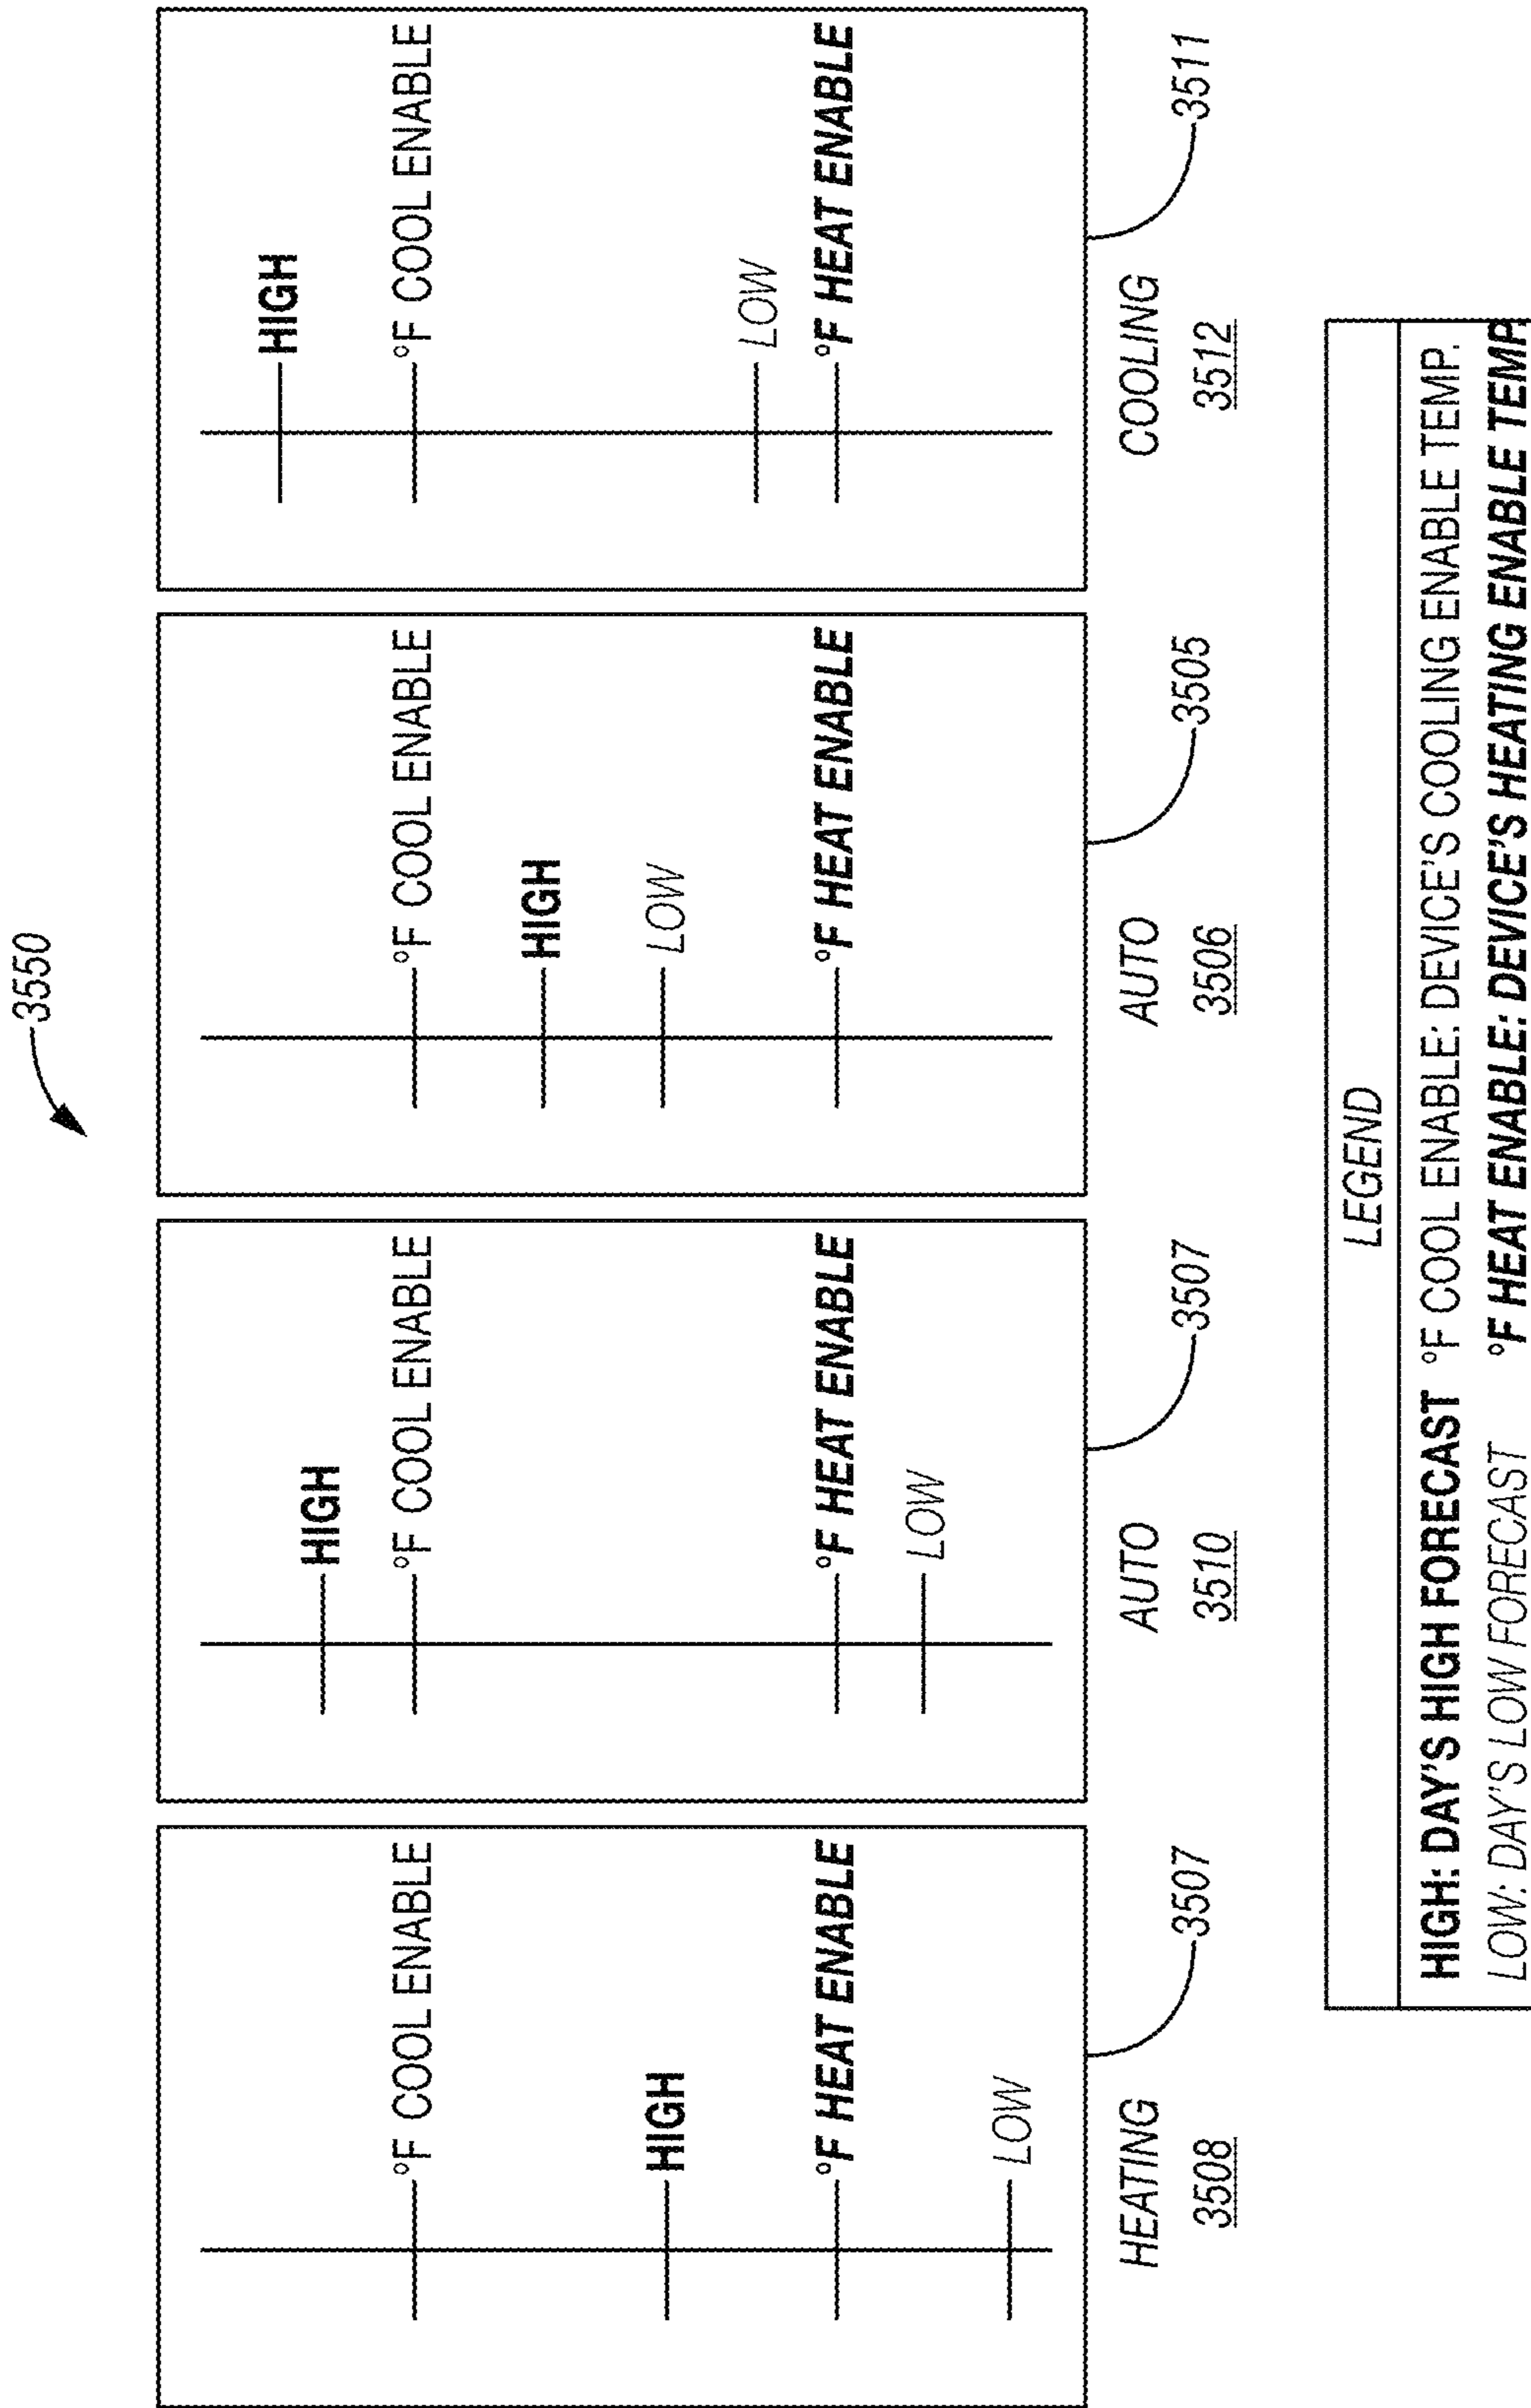 3550
°F COOL ENABLE
HIGH
°F HEAT ENABLE
LOW
HEATING
3508
3507
HIGH
°F COOL ENABLE
°F HEAT ENABLE
LOW
AUTO
3510
3507
°F COOL ENABLE
HIGH
LOW
°F HEAT ENABLE
AUTO
3506
3505
HIGH
°F COOL ENABLE
LOW
°F HEAT ENABLE
COOLING
3512
3511
LEGEND
HIGH: DAY'S HIGH FORECAST °F COOL ENABLE: DEVICE'S COOLING ENABLE TEMP.
LOW: DAY'S LOW FORECAST °F HEAT ENABLE: DEVICE'S HEATING ENABLE TEMP.